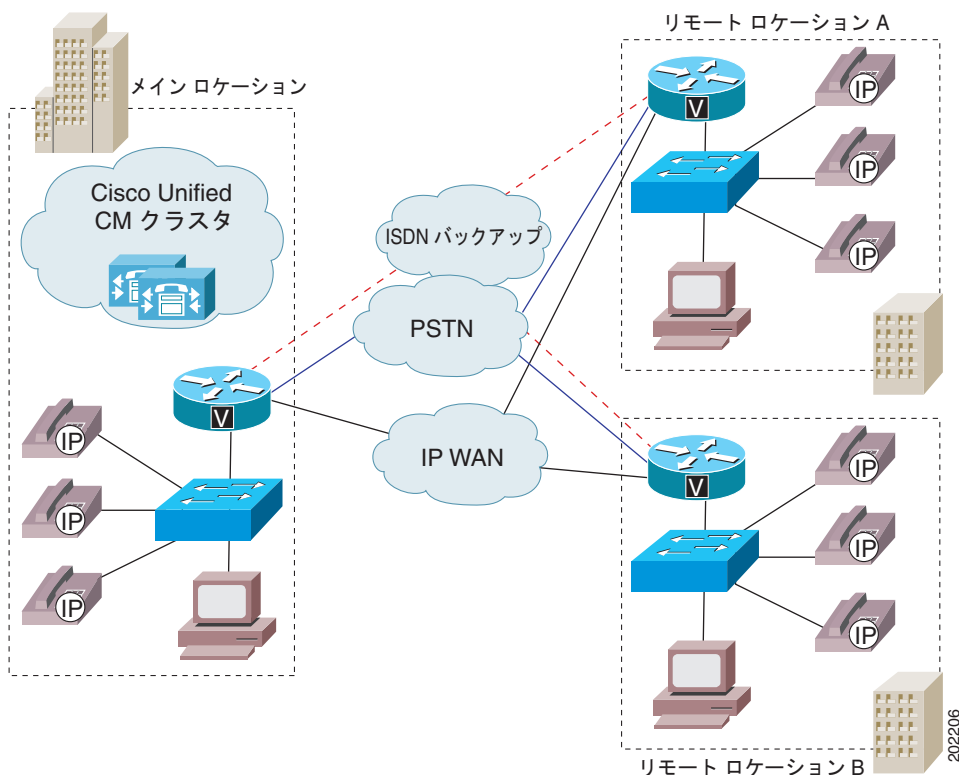 リモート ロケーション A
メイン ロケーション
Cisco Unified
CM クラスタ
ISDN バックアップ
PSTN
IP WAN
V
IP
IP
IP
V
IP
IP
IP
V
IP
IP
IP
リモート ロケーション B
202206